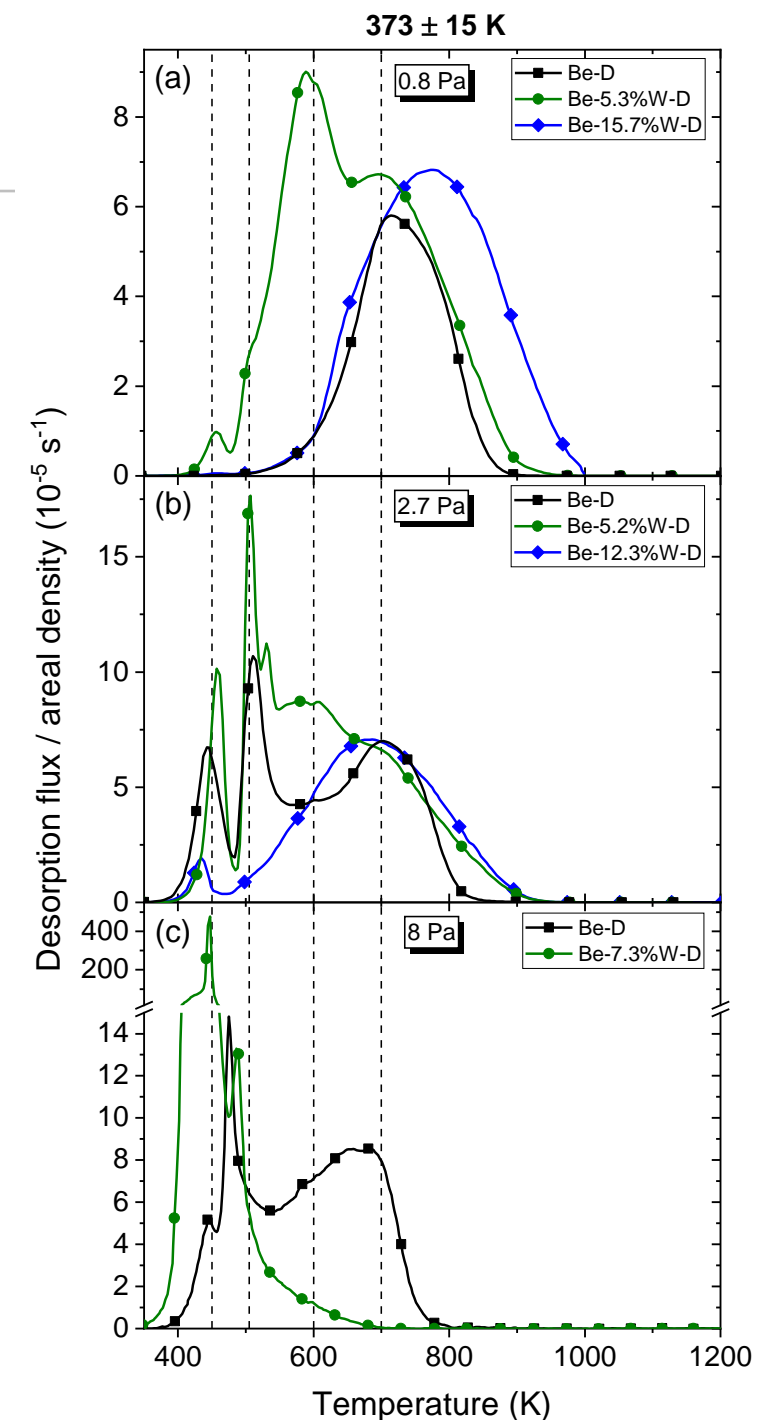 373 ± 15 K
(a)
0.8 Pa
Be-D
Be-5.3%W-D
Be-15.7%W-D
8
6
4
2
0
(b)
2.7 Pa
Be-D
Be-5.2%W-D
Be-12.3%W-D
15
10
5
0
(c)
8 Pa
Be-D
Be-7.3%W-D
400
200
14
12
10
8
6
4
2
0
400 600 800 1000 1200
Temperature (K)
Desorption flux / areal density (10⁻⁵ s⁻¹)